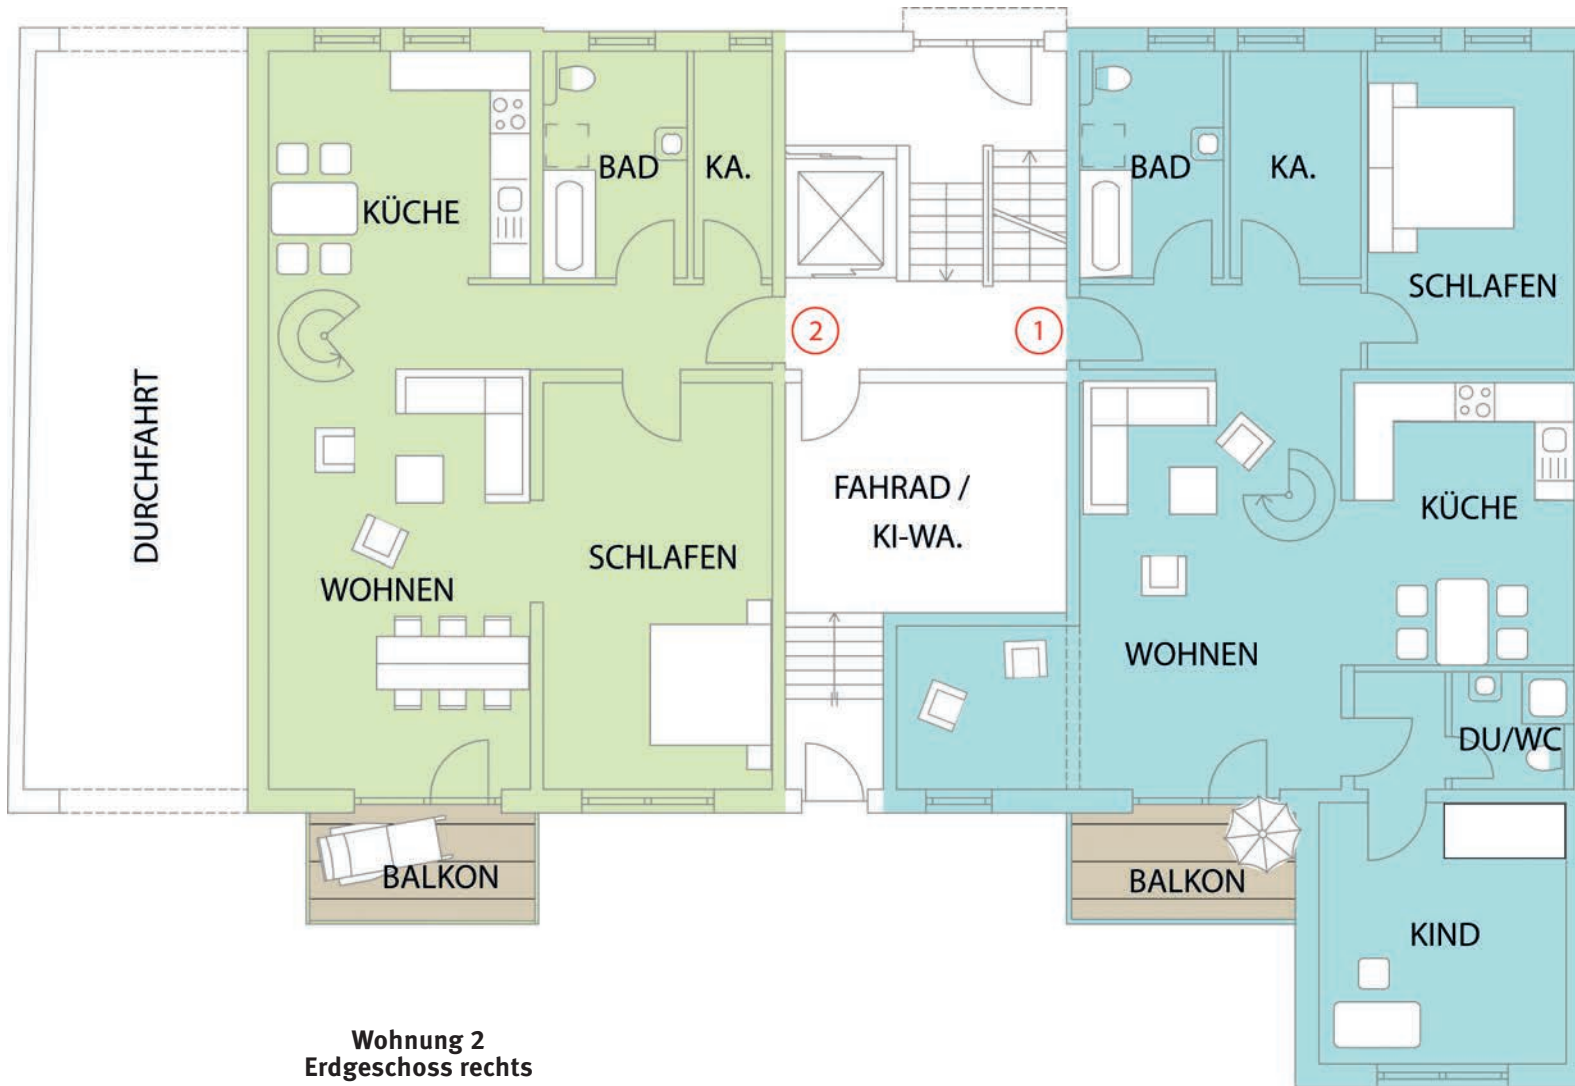 BAD
KA.
BAD
KA.
KÜCHE
SCHLAFEN
2
1
DURCHFAHRT
FAHRAD /
KI-WA.
KÜCHE
SCHLAFEN
WOHNEN
WOHNEN
DU/WC
BALKON
BALKON
KIND
Wohnung 2
Erdgeschoss rechts